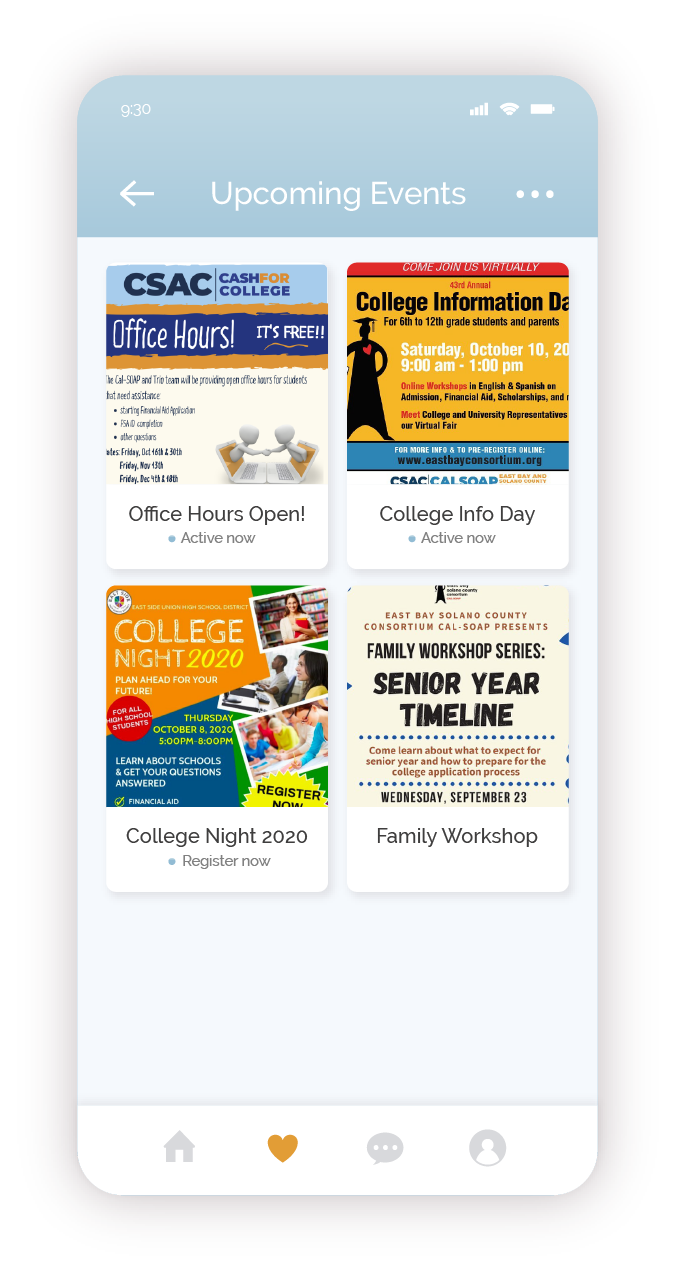 9:30
Upcoming Events
CSAC CASH FOR
COLLEGE
Office Hours! IT'S FREE!!
he Cal-SOAP and Trio team will be providing open office hours for students
hat need assistance:
• starting Financial Aid Application
• FSA ID completion
• other questions
ates: Friday, Oct 16th & 30th
Friday, Nov 13th
Friday, Dec 4th & 18th
Office Hours Open!
Active now
COME JOIN US VIRTUALLY
43rd Annual
College Information Da
For 6th to 12th grade students and parents
Saturday, October 10, 20
9:00 am - 1:00 pm
Online Workshops in English & Spanish on
Admission, Financial Aid, Scholarships, and
Meet College and University Representatives
our Virtual Fair
FOR MORE INFO & TO PRE-REGISTER ONLINE:
www.eastbayconsortium.org
CSAC CALSOAP EAST BAY AND
SOLANO COUNTY
College Info Day
Active now
EAST SIDE
EAST SIDE UNION HIGH SCHOOL DISTRICT
COLLEGE
NIGHT 2020
PLAN AHEAD FOR YOUR
FUTURE!
FOR ALL
HIGH SCHOOL
STUDENTS
THURSDAY
OCTOBER 8, 2020
5:00PM-8:00PM
LEARN ABOUT SCHOOLS
& GET YOUR QUESTIONS
ANSWERED
FINANCIAL AID
REGISTER
NOW
College Night 2020
Register now
solano county
consortium
EAST BAY SOLANO COUNTY
CONSORTIUM CAL-SOAP PRESENTS
FAMILY WORKSHOP SERIES:
SENIOR YEAR
TIMELINE
Come learn about what to expect for
senior year and how to prepare for the
college application process
WEDNESDAY, SEPTEMBER 23
Family Workshop